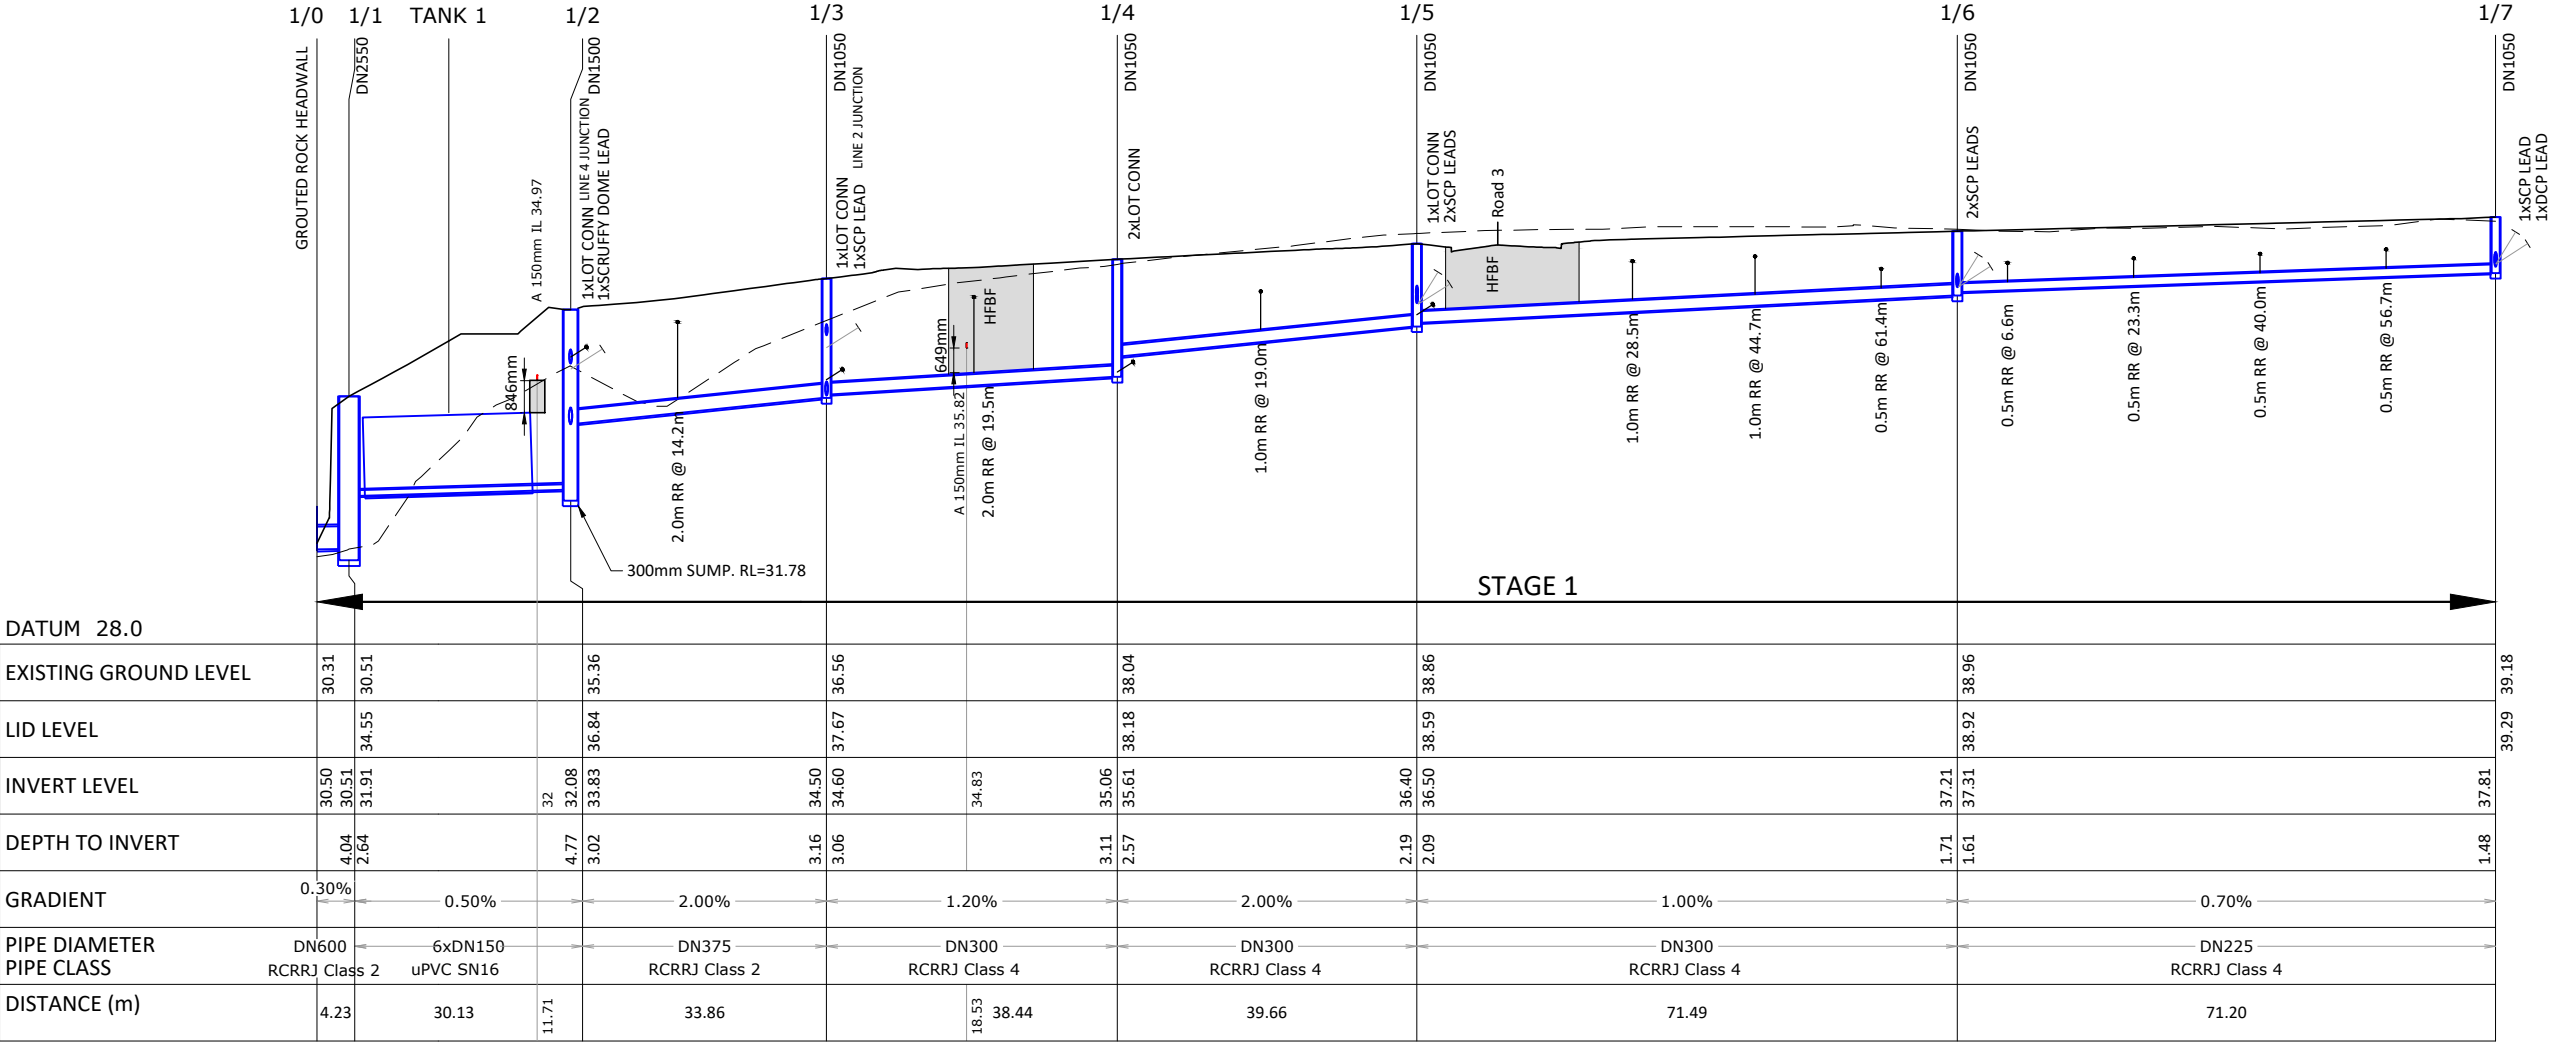 1/0 1/1 TANK 1 1/2 1/3 1/4 1/5 1/6 1/7
GROUTED ROCK HEADWALL
DN2550
A 150mm IL 34.97
846mm
DN1500
1xLOT CONN LINE 4 JUNCTION
1xSCRUFFY DOME LEAD
2.0m RR @ 14.2m
300mm SUMP. RL=31.78
DN1050
1xLOT CONN
1xSCP LEAD LINE 2 JUNCTION
649mm
A 150mm IL 35.82
HFBF
2.0m RR @ 19.5m
DN1050
2xLOT CONN
1.0m RR @ 19.0m
DN1050
1xLOT CONN
2xSCP LEADS
HFBF
Road 3
1.0m RR @ 28.5m
1.0m RR @ 44.7m
0.5m RR @ 61.4m
DN1050
2xSCP LEADS
0.5m RR @ 6.6m
0.5m RR @ 23.3m
0.5m RR @ 40.0m
0.5m RR @ 56.7m
DN1050
1xSCP LEAD
1xDCP LEAD
STAGE 1
DATUM 28.0
EXISTING GROUND LEVEL 30.31 30.51 35.36 36.56 38.04 38.86 38.96 39.18
LID LEVEL 34.55 36.84 37.67 38.18 38.59 38.92 39.29
INVERT LEVEL 30.50 30.51 31.91 32 32.08 33.83 34.50 34.60 34.83 35.06 35.61 36.40 36.50 37.21 37.31 37.81
DEPTH TO INVERT 4.04 2.64 4.77 3.02 3.16 3.06 3.11 2.57 2.19 2.09 1.71 1.61 1.48
GRADIENT 0.30% 0.50% 2.00% 1.20% 2.00% 1.00% 0.70%
PIPE DIAMETER DN600 6xDN150 DN375 DN300 DN300 DN300 DN225
PIPE CLASS RCRRJ Class 2 uPVC SN16 RCRRJ Class 2 RCRRJ Class 4 RCRRJ Class 4 RCRRJ Class 4 RCRRJ Class 4
DISTANCE (m) 4.23 30.13 11.71 33.86 18.53 38.44 39.66 71.49 71.20